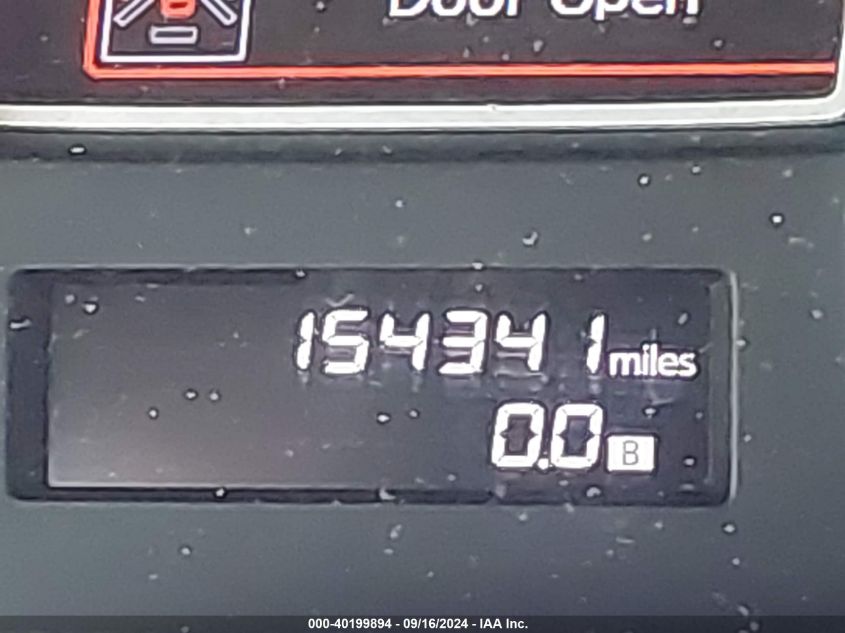 Door Open
154341 miles
0.0 B
000-40199894 - 09/16/2024 - IAA Inc.